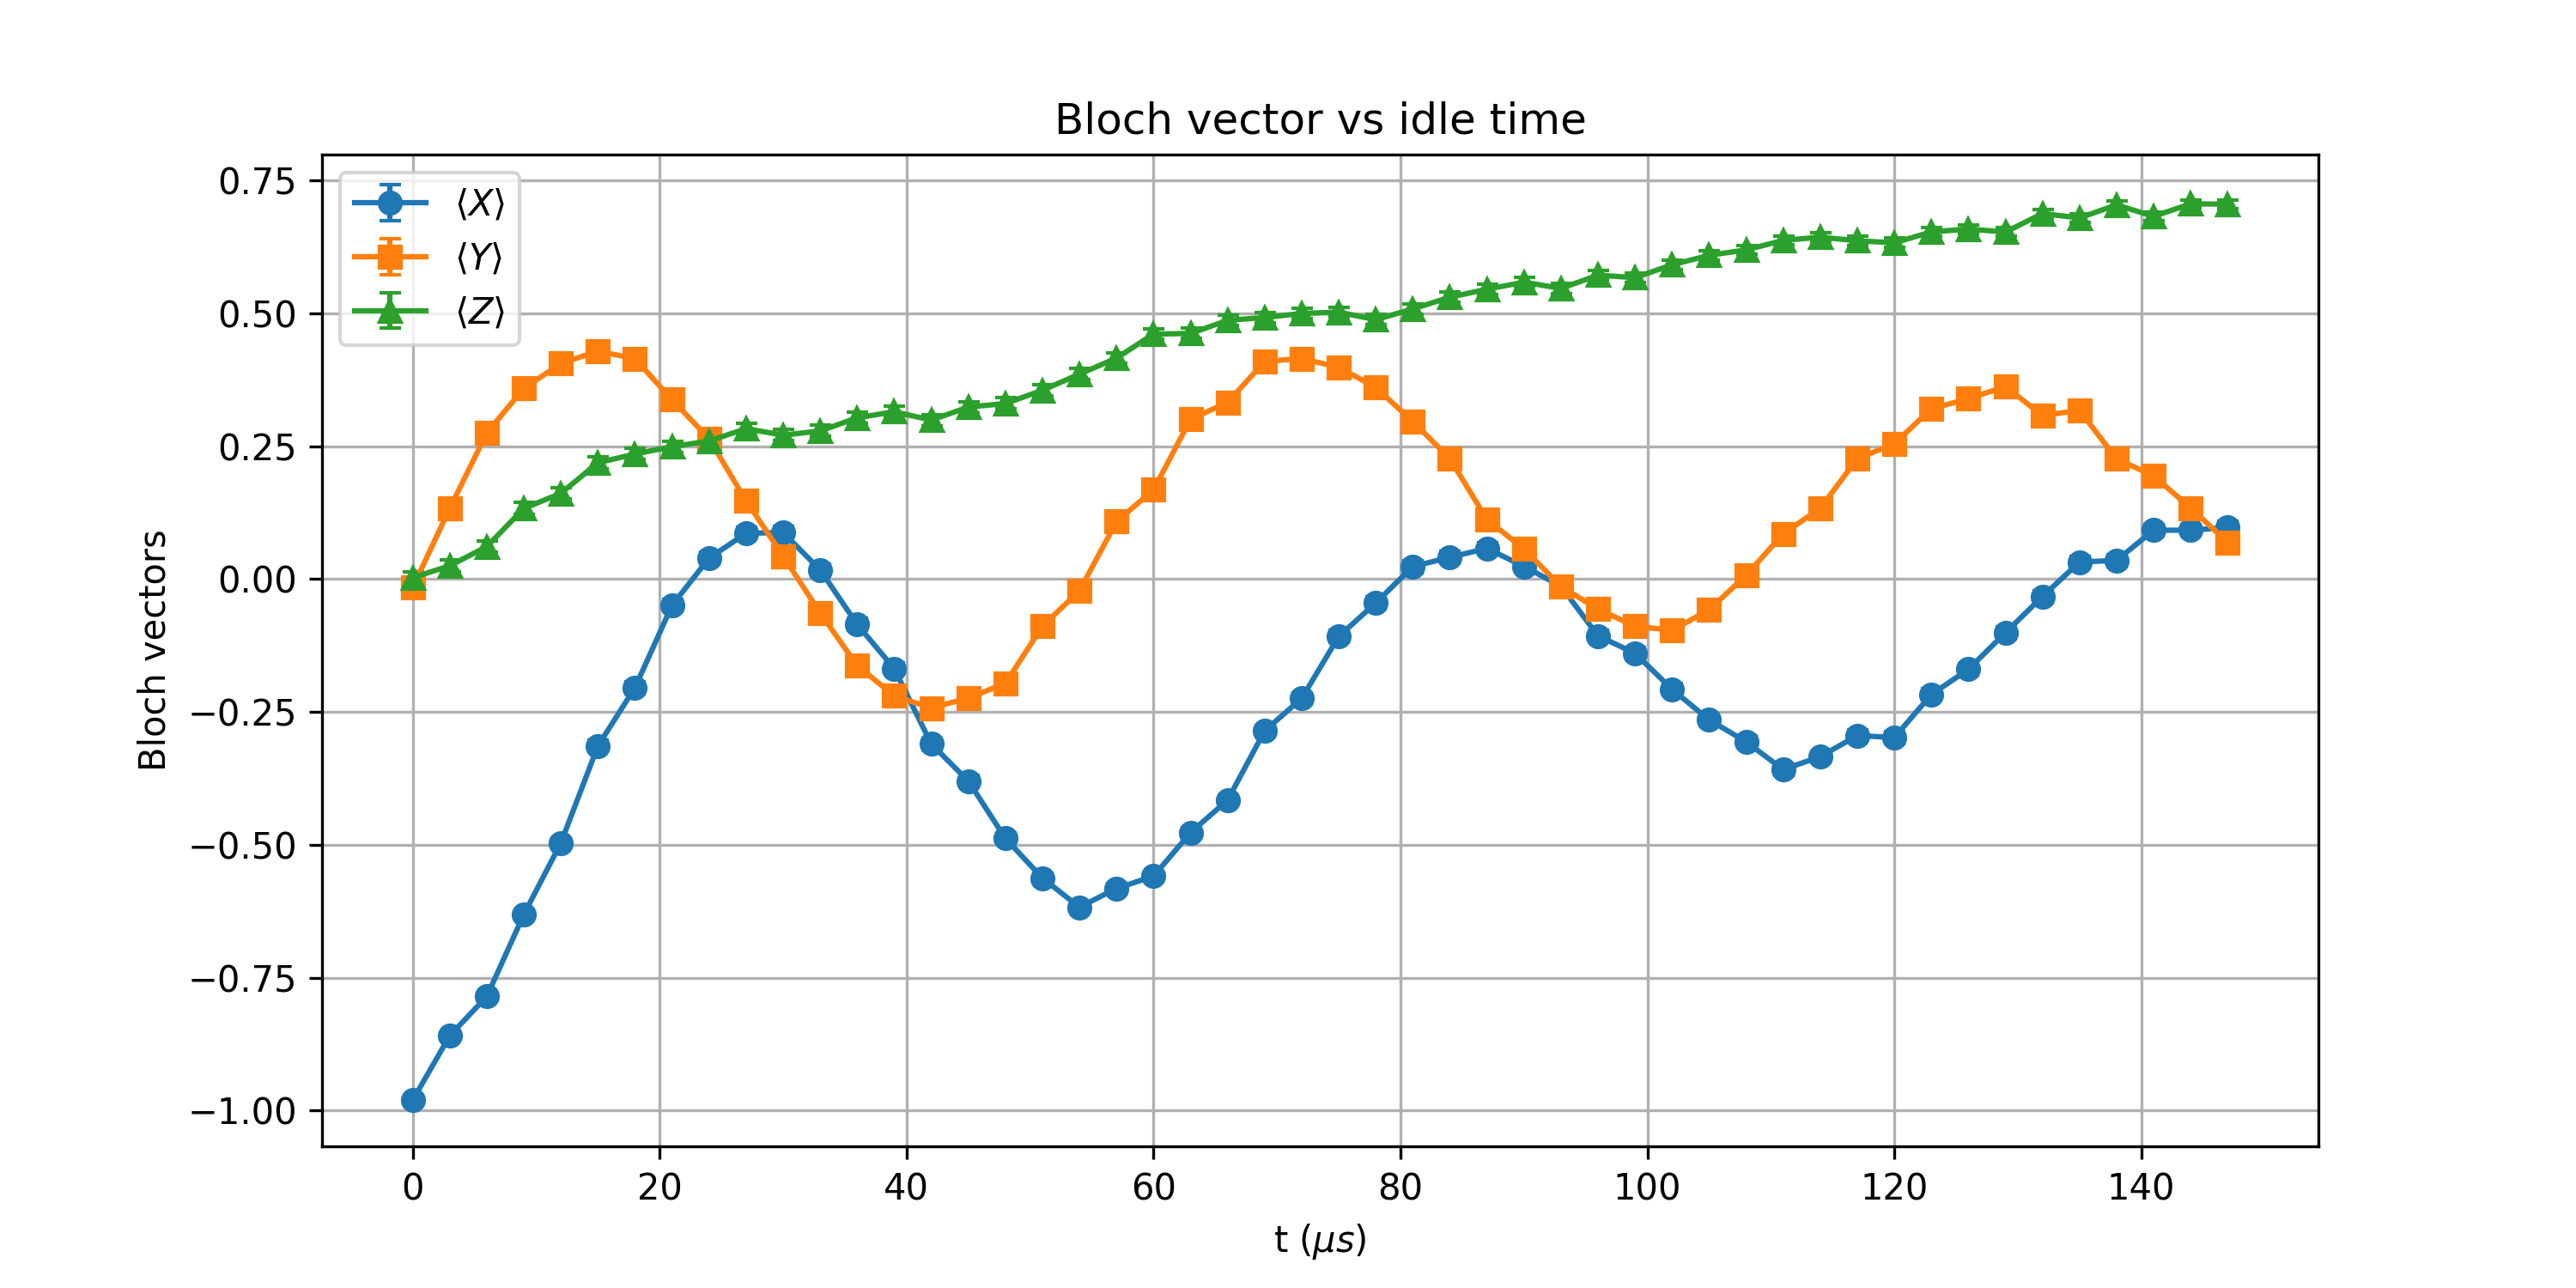 Bloch vector vs idle time
⟨X⟩
⟨Y⟩
⟨Z⟩
Bloch vectors
0.75
0.50
0.25
0.00
−0.25
−0.50
−0.75
−1.00
0 20 40 60 80 100 120 140
t (μs)